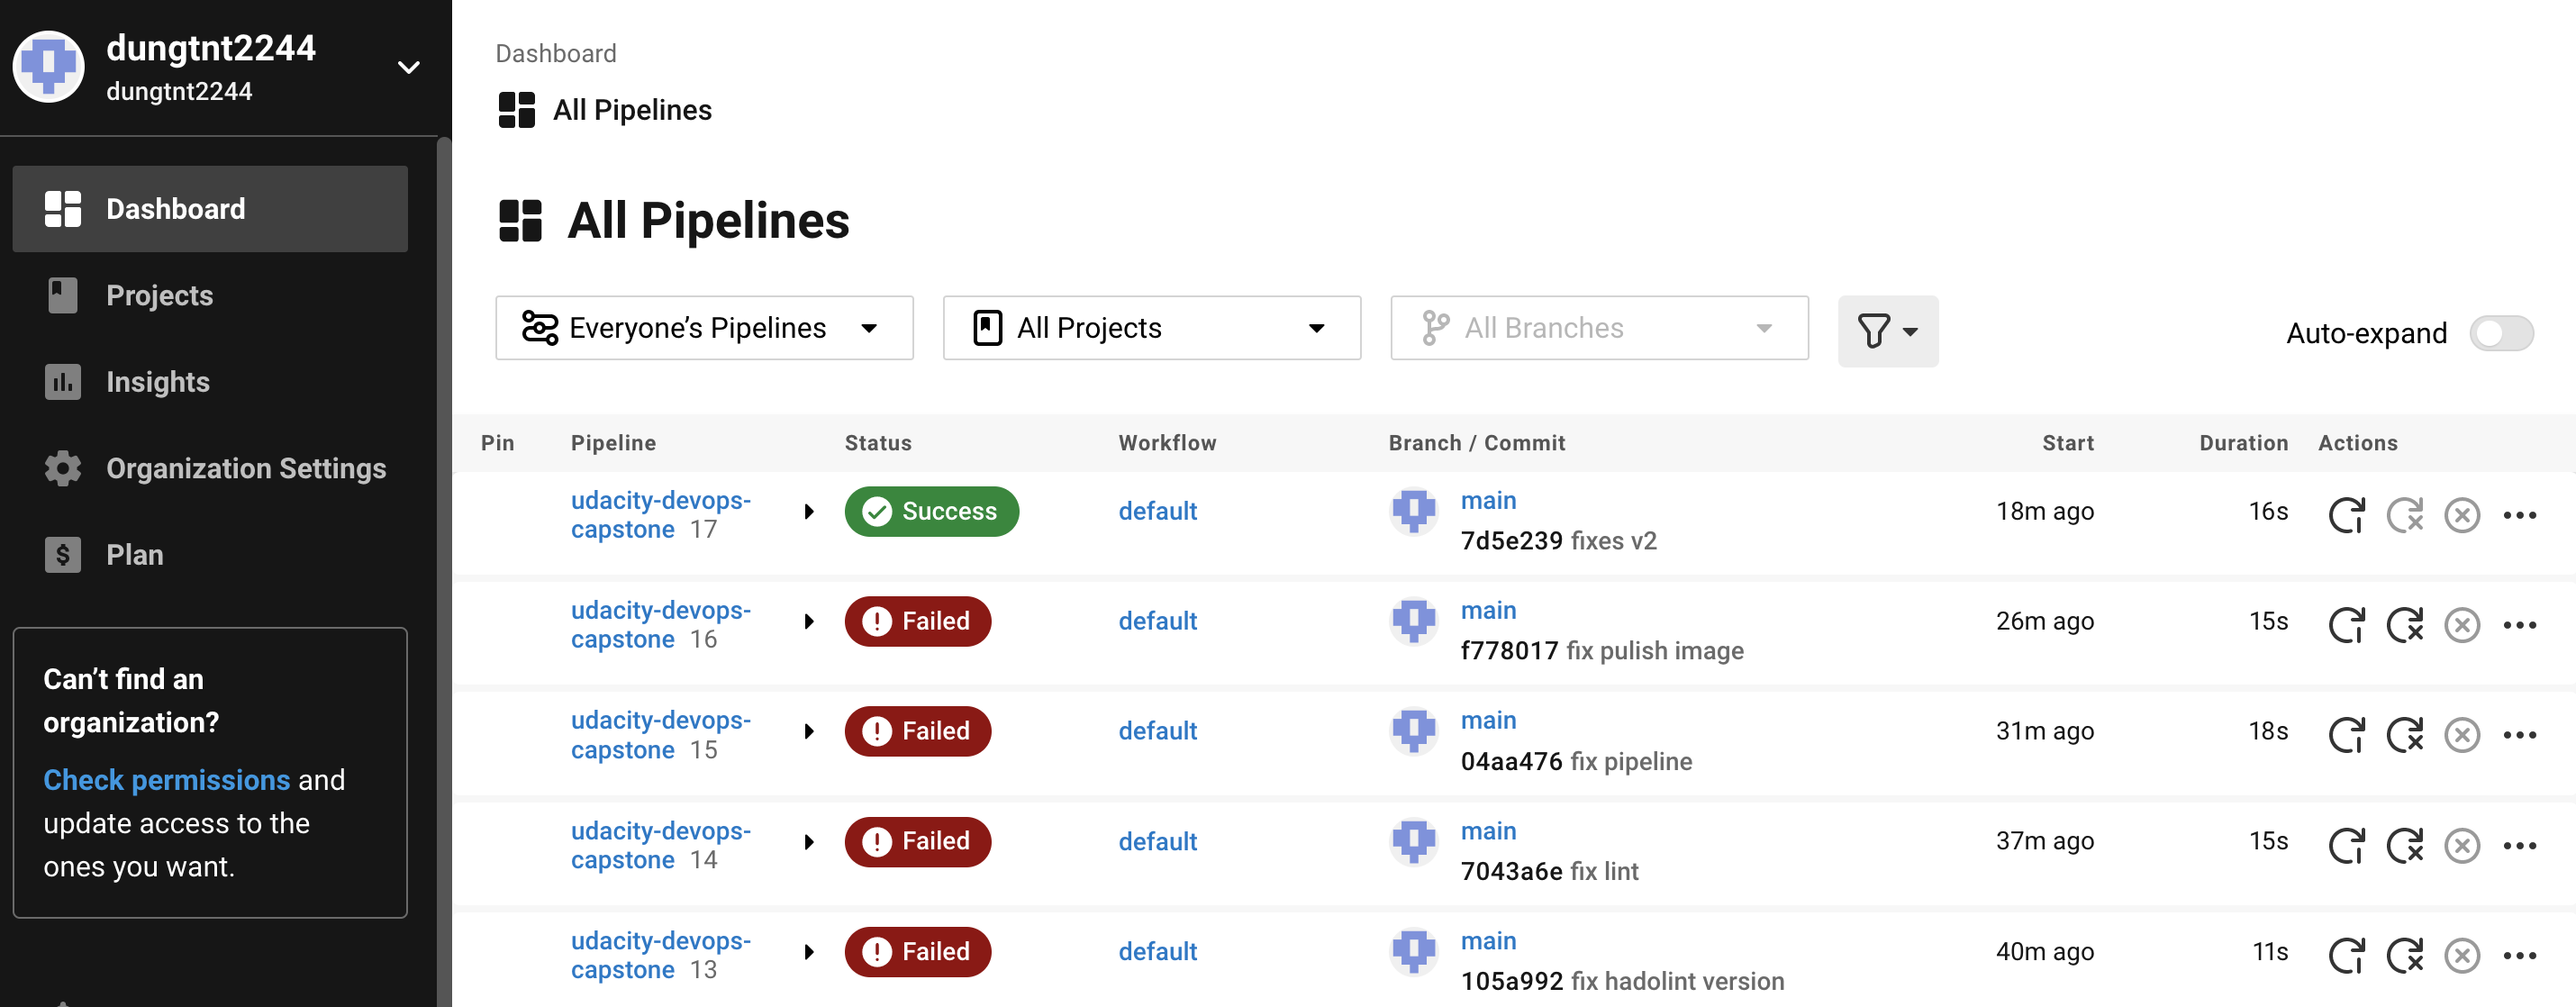 dungtnt2244
dungtnt2244
Dashboard
Projects
Insights
Organization Settings
Plan
Can’t find an
organization?
Check permissions and
update access to the
ones you want.
Dashboard
All Pipelines
All Pipelines
Everyone’s Pipelines
All Projects
All Branches
Auto-expand
Pin Pipeline Status Workflow Branch / Commit Start Duration Actions
udacity-devops-
capstone 17
Success
default
main
7d5e239 fixes v2
18m ago
16s
udacity-devops-
capstone 16
Failed
default
main
f778017 fix pulish image
26m ago
15s
udacity-devops-
capstone 15
Failed
default
main
04aa476 fix pipeline
31m ago
18s
udacity-devops-
capstone 14
Failed
default
main
7043a6e fix lint
37m ago
15s
udacity-devops-
capstone 13
Failed
default
main
105a992 fix hadolint version
40m ago
11s